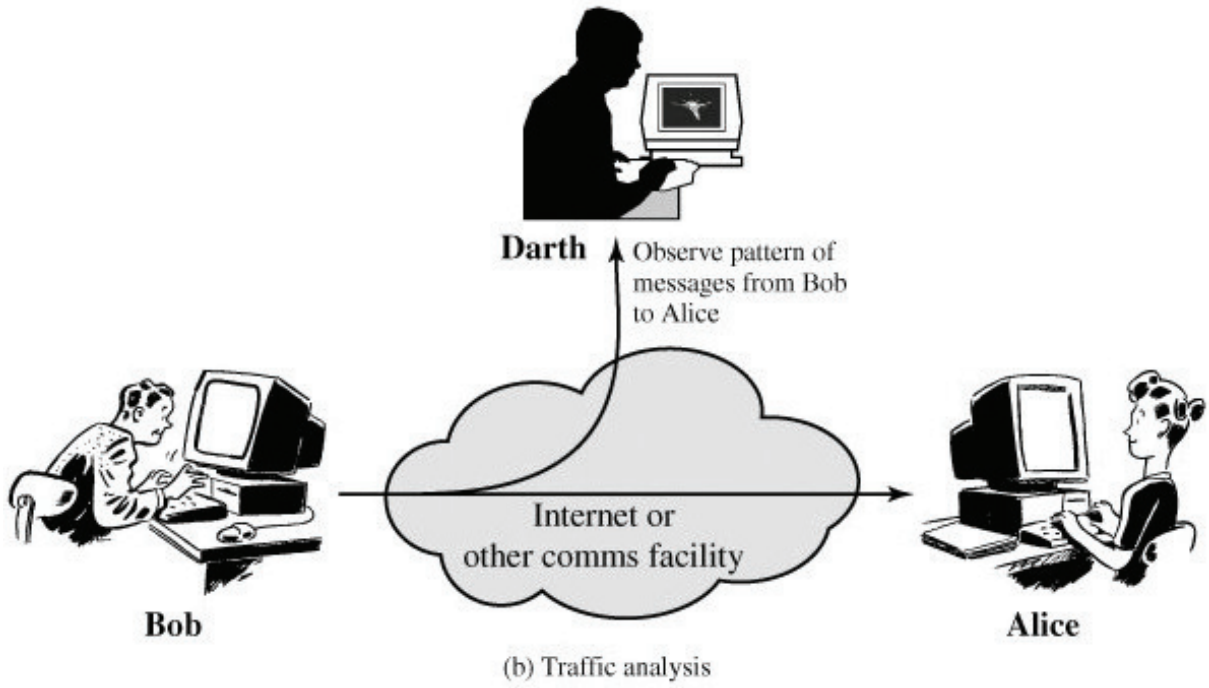 Darth
Observe pattern of
messages from Bob
to Alice
Internet or
other comms facility
Bob
Alice
(b) Traffic analysis